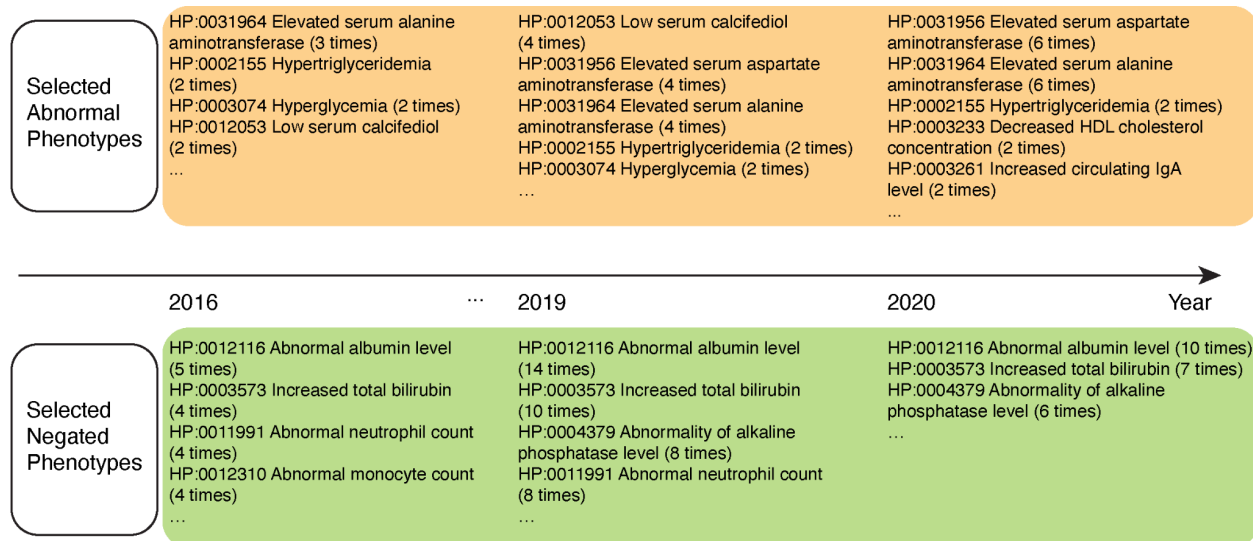 Selected
Abnormal
Phenotypes
HP:0031964 Elevated serum alanine
aminotransferase (3 times)
HP:0002155 Hypertriglyceridemia
(2 times)
HP:0003074 Hyperglycemia (2 times)
HP:0012053 Low serum calcifediol
(2 times)
...
HP:0012053 Low serum calcifediol
(4 times)
HP:0031956 Elevated serum aspartate
aminotransferase (4 times)
HP:0031964 Elevated serum alanine
aminotransferase (4 times)
HP:0002155 Hypertriglyceridemia (2 times)
HP:0003074 Hyperglycemia (2 times)
...
HP:0031956 Elevated serum aspartate
aminotransferase (6 times)
HP:0031964 Elevated serum alanine
aminotransferase (6 times)
HP:0002155 Hypertriglyceridemia (2 times)
HP:0003233 Decreased HDL cholesterol
concentration (2 times)
HP:0003261 Increased circulating IgA
level (2 times)
...
2016 ... 2019 2020 Year
Selected
Negated
Phenotypes
HP:0012116 Abnormal albumin level
(5 times)
HP:0003573 Increased total bilirubin
(4 times)
HP:0011991 Abnormal neutrophil count
(4 times)
HP:0012310 Abnormal monocyte count
(4 times)
...
HP:0012116 Abnormal albumin level
(14 times)
HP:0003573 Increased total bilirubin
(10 times)
HP:0004379 Abnormality of alkaline
phosphatase level (8 times)
HP:0011991 Abnormal neutrophil count
(8 times)
...
HP:0012116 Abnormal albumin level (10 times)
HP:0003573 Increased total bilirubin (7 times)
HP:0004379 Abnormality of alkaline
phosphatase level (6 times)
...